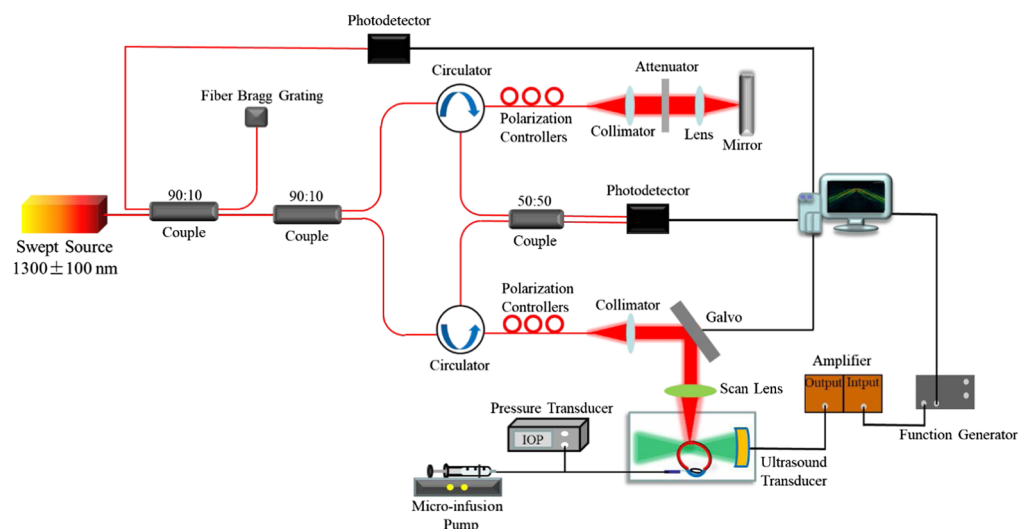 Photodetector
Circulator
Attenuator
Fiber Bragg Grating
Polarization
Controllers
Collimator
Lens
Mirror
90:10
Couple
90:10
Couple
50:50
Couple
Photodetector
Swept Source
1300±100 nm
Polarization
Controllers
Collimator
Galvo
Circulator
Scan Lens
Amplifier
Output
Intput
Function Generator
Pressure Transducer
IOP
Ultrasound
Transducer
Micro-infusion
Pump